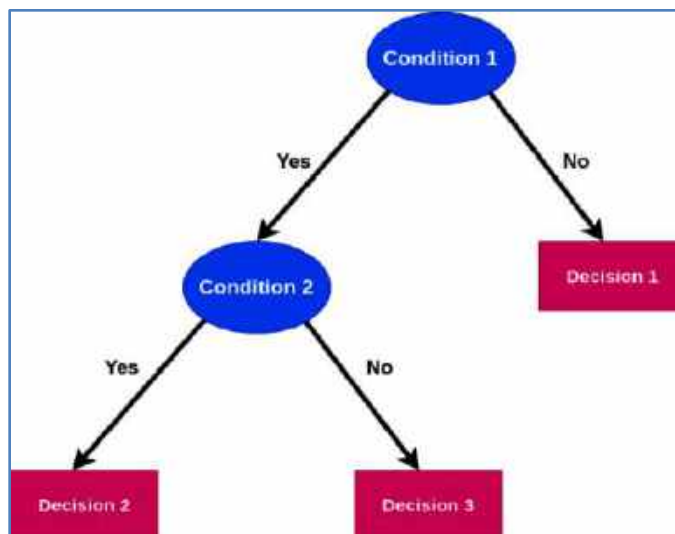 Condition 1
Yes
No
Condition 2
Decision 1
Yes
No
Decision 2
Decision 3